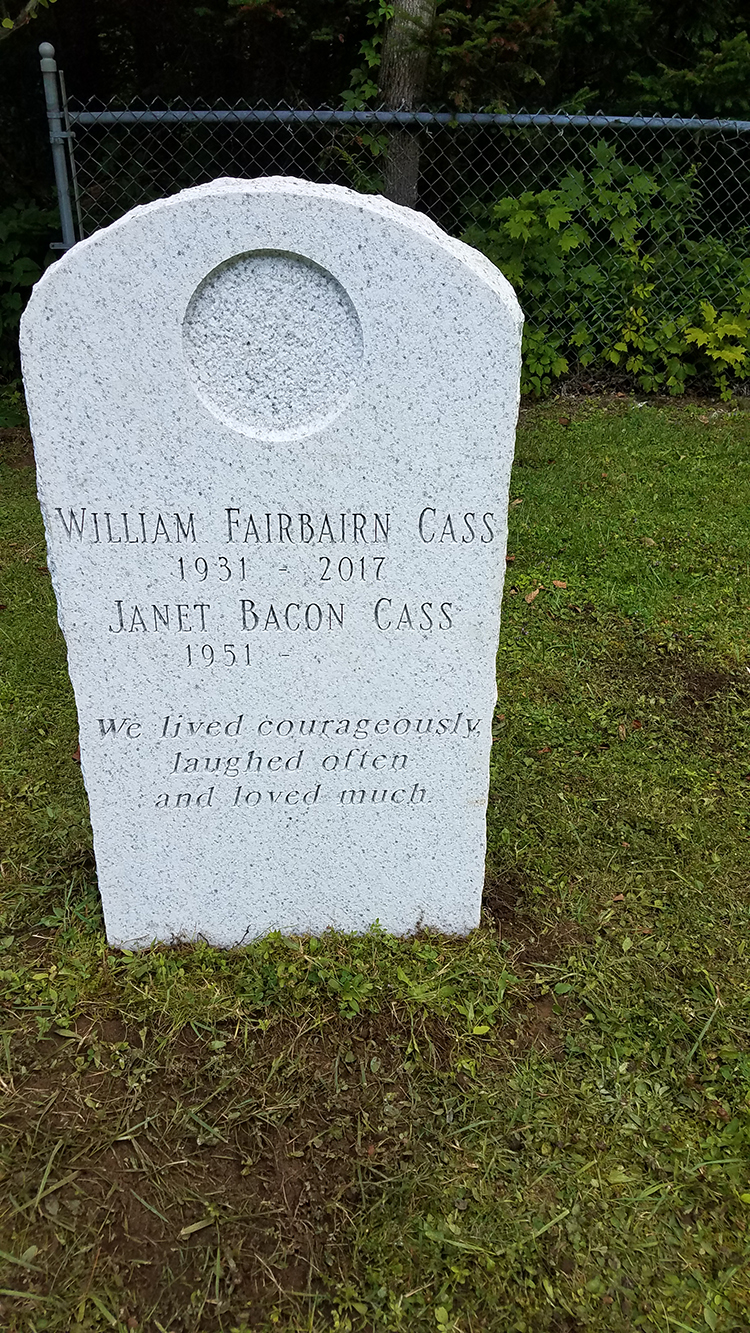 WILLIAM FAIRBAIRN CASS
1931 - 2017
JANET BACON CASS
1951 -
We lived courageously,
laughed often
and loved much.